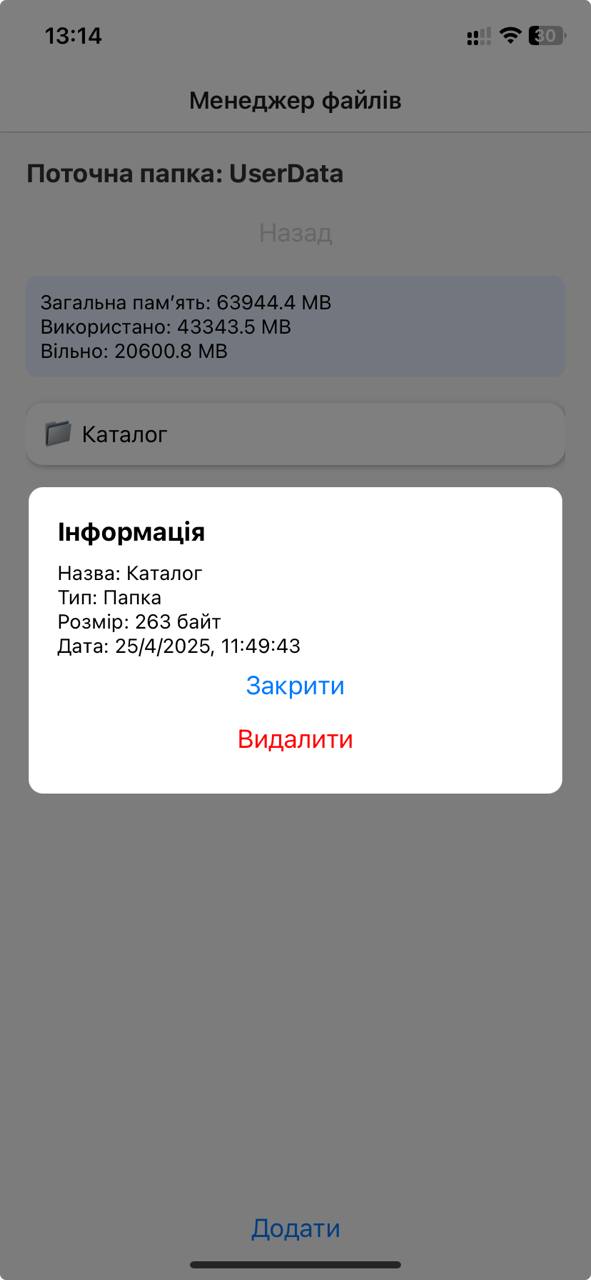 13:14
30
Менеджер файлів
Поточна папка: UserData
Назад
Загальна пам’ять: 63944.4 MB
Використано: 43343.5 MB
Вільно: 20600.8 MB
Каталог
Інформація
Назва: Каталог
Тип: Папка
Розмір: 263 байт
Дата: 25/4/2025, 11:49:43
Закрити
Видалити
Додати